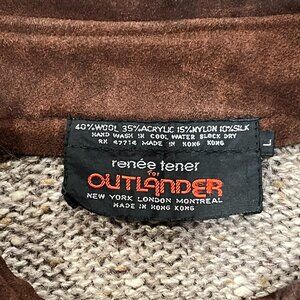 40% WOOL 35% ACRYLIC 15% NYLON 10% SILK
HAND WASH IN COOL WATER BLOCK DRY
RN 47714 MADE IN HONG KONG
L
renée tener
for
OUTLANDER
NEW YORK LONDON MONTREAL
MADE IN HONG KONG